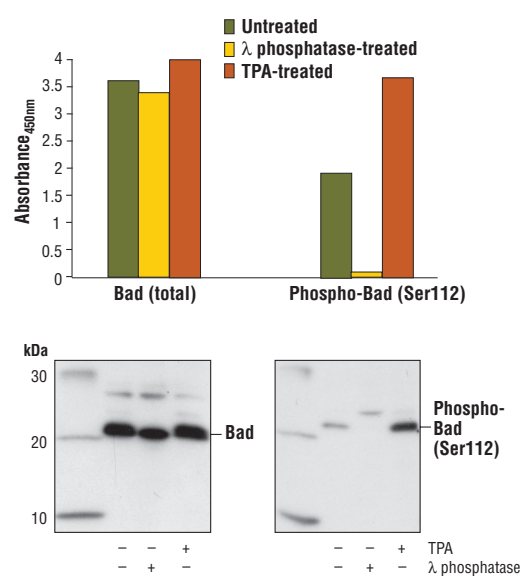 Untreated
λ phosphatase-treated
TPA-treated
Absorbance450nm
4
3.5
3
2.5
2
1.5
1
0.5
0
Bad (total)
Phospho-Bad (Ser112)
kDa
30
20
10
Bad
Phospho-
Bad
(Ser112)
– – + – – + TPA
– + – – + – λ phosphatase